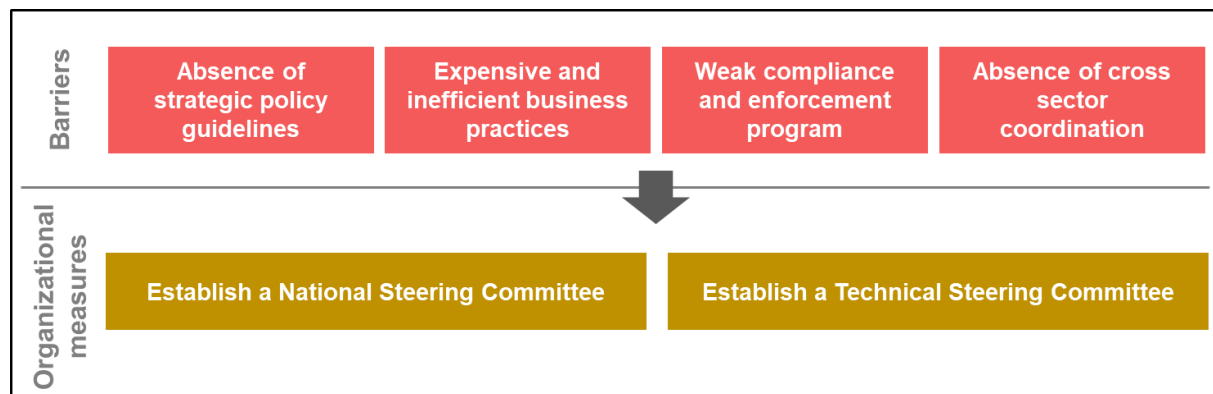 Barriers
Absence of
strategic policy
guidelines
Expensive and
inefficient business
practices
Weak compliance
and enforcement
program
Absence of cross
sector
coordination
Organizational
measures
Establish a National Steering Committee
Establish a Technical Steering Committee